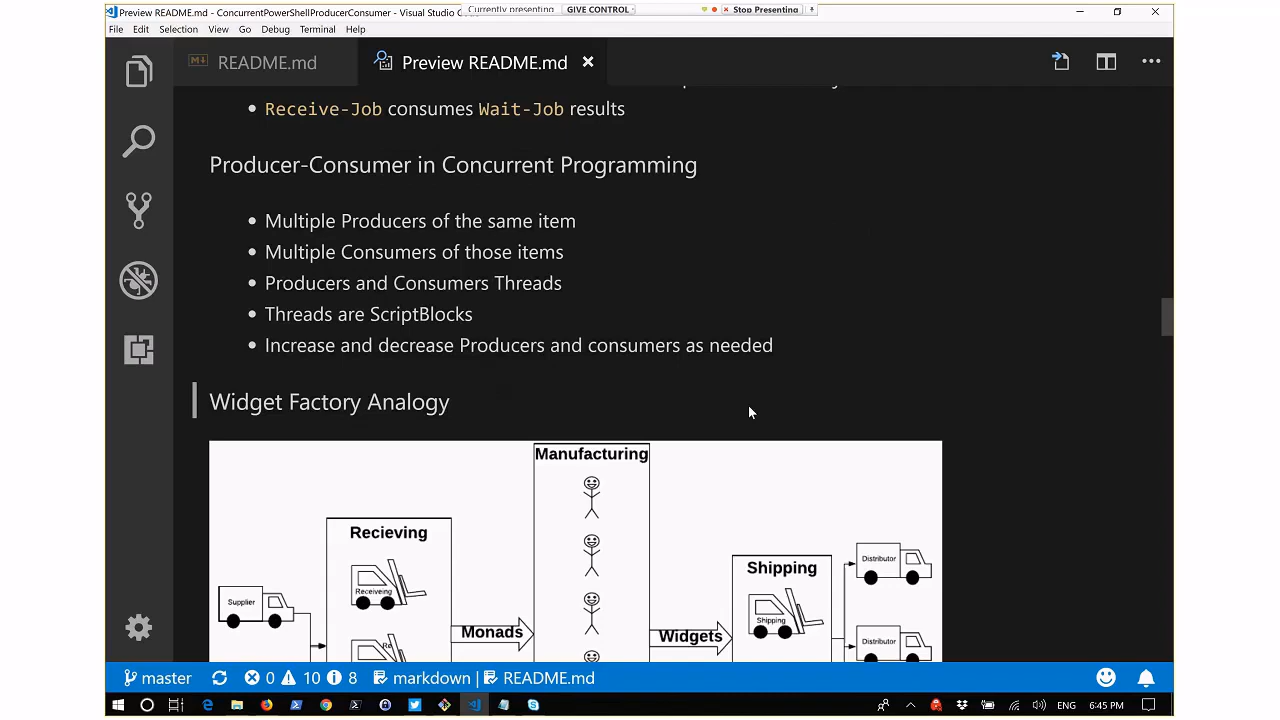 Preview README.md - ConcurrentPowerShellProducerConsumer - Visual Studio
Currently presenting GIVE CONTROL Stop Presenting
File Edit Selection View Go Debug Terminal Help
README.md Preview README.md
Receive-Job consumes Wait-Job results
Producer-Consumer in Concurrent Programming
Multiple Producers of the same item
Multiple Consumers of those items
Producers and Consumers Threads
Threads are ScriptBlocks
Increase and decrease Producers and consumers as needed
Widget Factory Analogy
Manufacturing
Recieving
Shipping
Distributor
Receiveing
Supplier
Shipping
Monads
Widgets
Distributor
master 0 10 8 markdown | README.md
ENG 6:45 PM